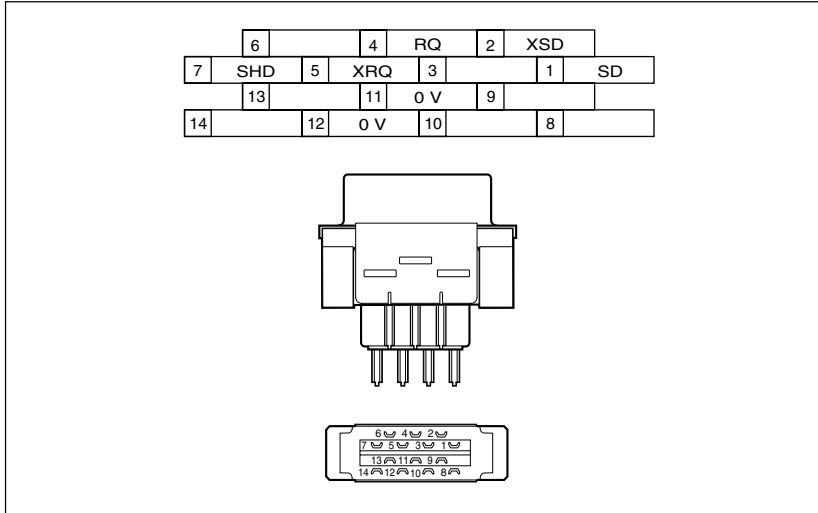 6 4 RQ 2 XSD
7 SHD 5 XRQ 3 1 SD
13 11 0 V 9
14 12 0 V 10 8
6 4 2
7 5 3 1
13 11 9
14 12 10 8